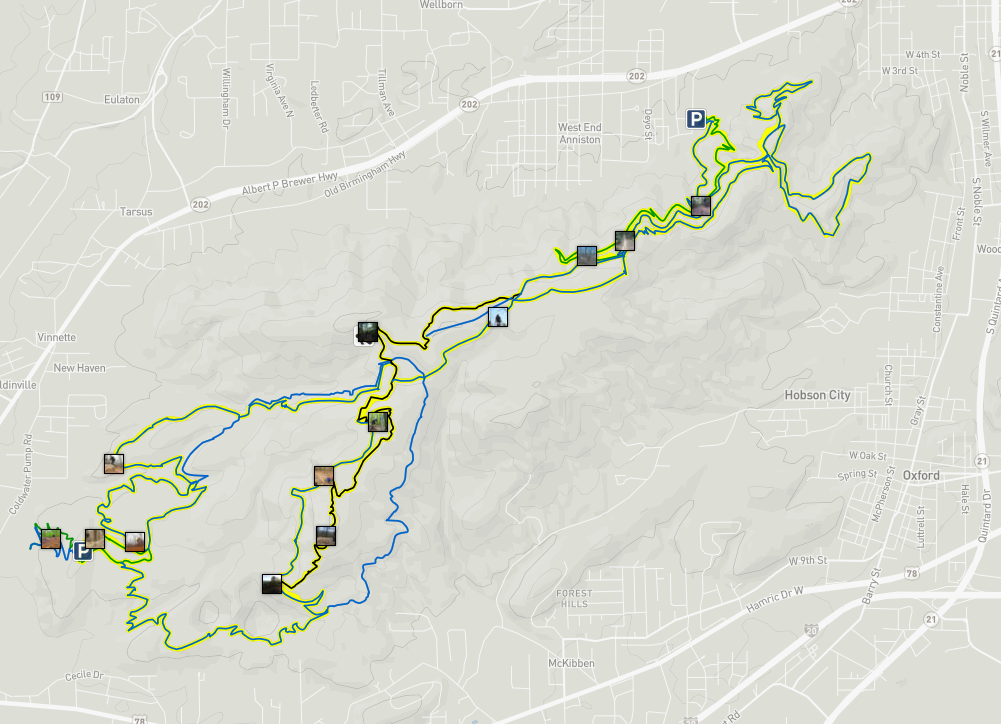 Wellborn
202
W 4th St
Noble St
21
W 3rd St
202
109
Eulaton
Willingham Dr
Virginia Ave N
Ledbetter Rd
Tillman Ave
202
P
Deyo St
West End
Anniston
S Wilmer Ave
Old Birmingham Hwy
Albert P Brewer Hwy
202
Tarsus
S Noble St
Front St
Wood
Constantine Ave
S Quintard A
Vinnette
New Haven
ldinville
Church St
Hobson City
Gray St
Coldwater Pump Rd
W Oak St
21
Spring St
Oxford
McPherson St
Hale St
Quintard Dr
Luttrell St
P
W 9th St
78
Barry St
FOREST
HILLS
Hamric Dr W
21
20
McKibben
Cecile Dr
78
t Rd